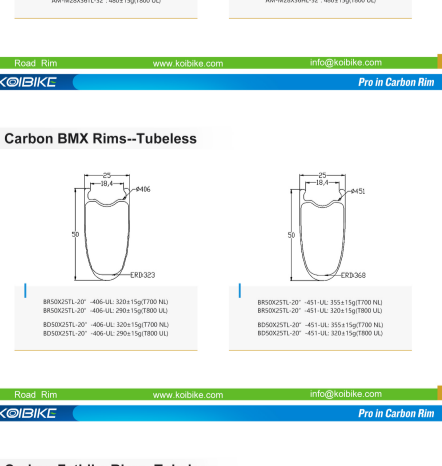 AM-M28X36TL-32": 480±15g(T800 UL)
AM-M28X36HL-32": 480±15g(T800 UL)
Road Rim www.koibike.com info@koibike.com
KOIBIKE Pro in Carbon Rim
Carbon BMX Rims--Tubeless
25
18,4
ø406
50
ERD:323
25
18,4
ø451
50
ERD:368
BR50X25TL-20" -406-UL: 320±15g(T700 NL)
BR50X25TL-20" -406-UL: 290±15g(T800 UL)
BD50X25TL-20" -406-UL: 320±15g(T700 NL)
BD50X25TL-20" -406-UL: 290±15g(T800 UL)
BR50X25TL-20" -451-UL: 355±15g(T700 NL)
BR50X25TL-20" -451-UL: 320±15g(T800 UL)
BD50X25TL-20" -451-UL: 355±15g(T700 NL)
BD50X25TL-20" -451-UL: 320±15g(T800 UL)
Road Rim www.koibike.com info@koibike.com
KOIBIKE Pro in Carbon Rim